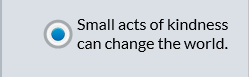 Small acts of kindness
can change the world.